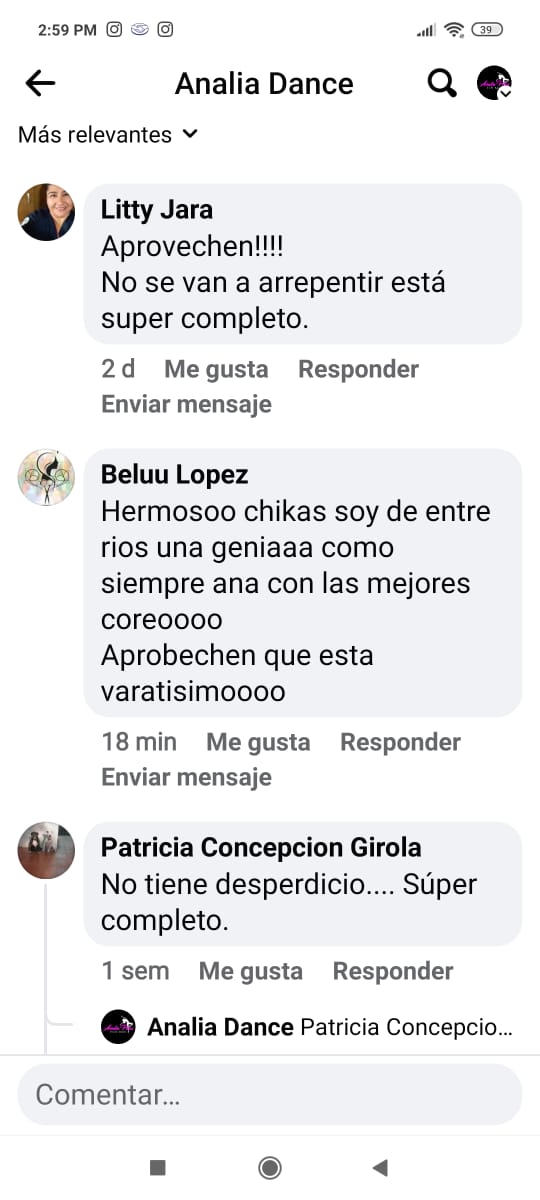 2:59 PM
39
Analia Dance
Más relevantes
Litty Jara
Aprovechen!!!!
No se van a arrepentir está
super completo.
2 d Me gusta Responder
Enviar mensaje
Beluu Lopez
Hermosoo chikas soy de entre
rios una geniaaa como
siempre ana con las mejores
coreoooo
Aprobechen que esta
varatisimoooo
18 min Me gusta Responder
Enviar mensaje
Patricia Concepcion Girola
No tiene desperdicio.... Súper
completo.
1 sem Me gusta Responder
Analia Dance Patricia Concepcio...
Comentar...